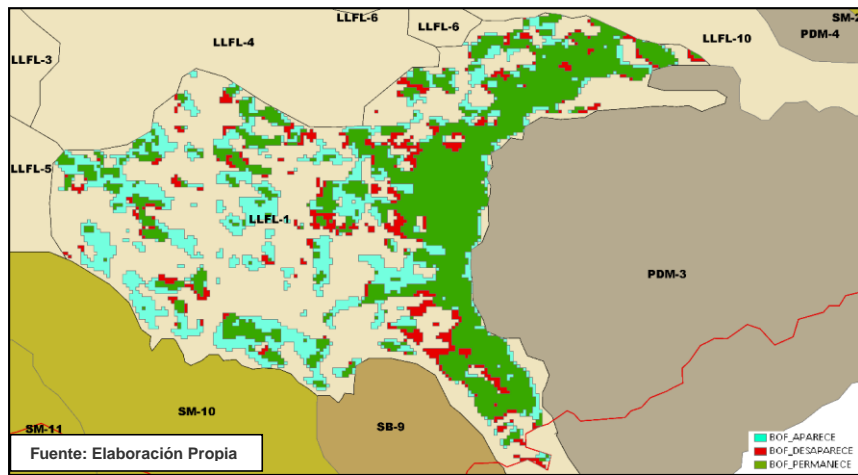 LLFL-6
LLFL-6
SM-2
LLFL-4
LLFL-10
PDM-4
LLFL-3
LLFL-5
LLFL-1
PDM-3
SM-10
SB-9
SM-11
Fuente: Elaboración Propia
BOF_APARECE
BOF_DESAPARECE
BOF_PERMANECE